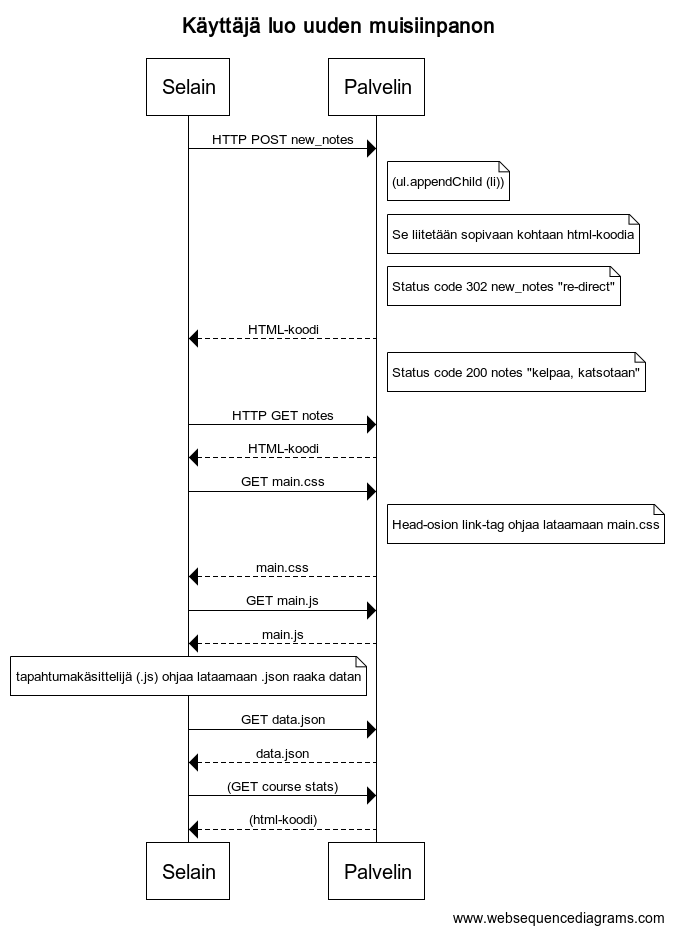 Käyttäjä luo uuden muisiinpanon
Selain
Palvelin
HTTP POST new_notes
(ul.appendChild (li))
Se liitetään sopivaan kohtaan html-koodia
Status code 302 new_notes "re-direct"
HTML-koodi
Status code 200 notes "kelpaa, katsotaan"
HTTP GET notes
HTML-koodi
GET main.css
Head-osion link-tag ohjaa lataamaan main.css
main.css
GET main.js
main.js
tapahtumakäsittelijä (.js) ohjaa lataamaan .json raaka datan
GET data.json
data.json
(GET course stats)
(html-koodi)
Selain
Palvelin
www.websequencediagrams.com